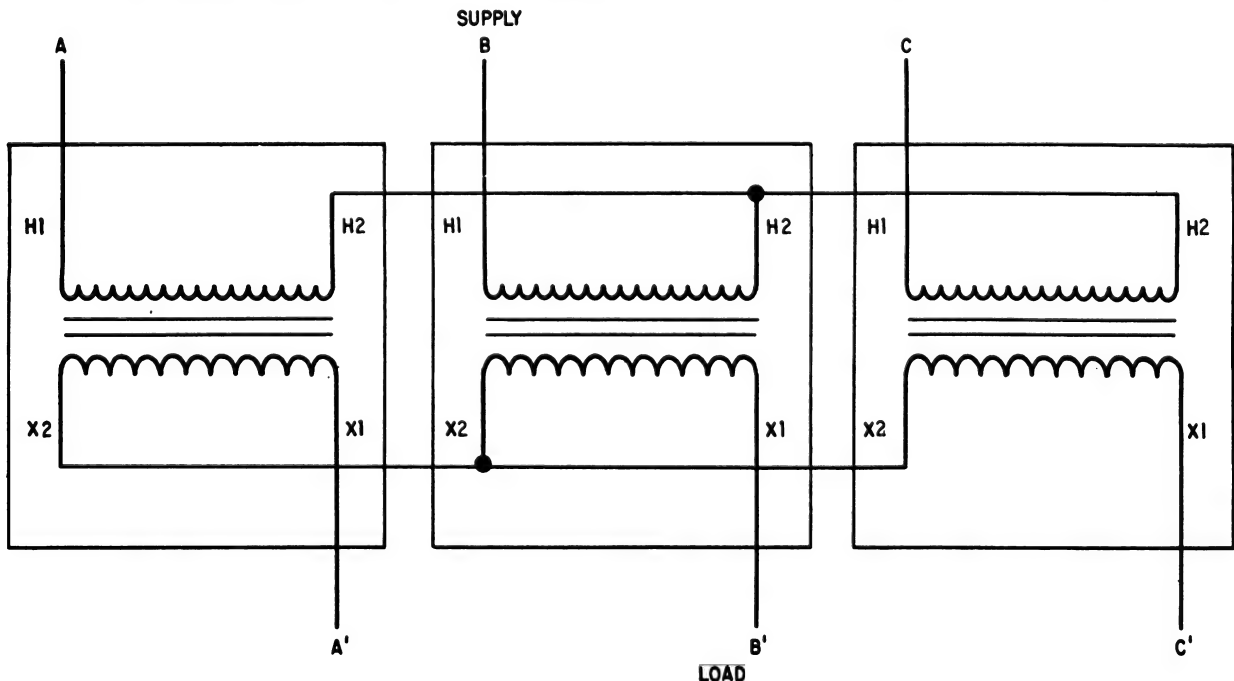 SUPPLY
A B C
H1 H2 H1 H2 H1 H2
X2 X1 X2 X1 X2 X1
A' B' C'
LOAD